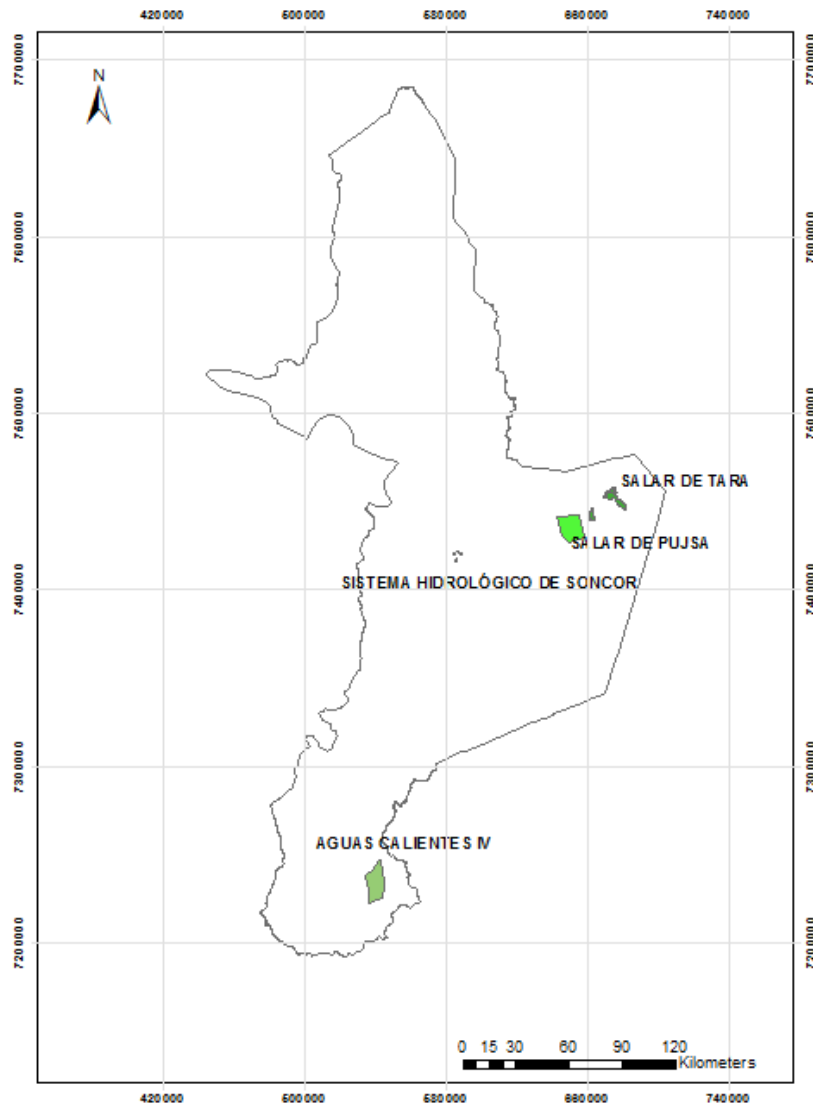 420000 500000 580000 660000 740000
7700000 7700000
N
7600000 7600000
7500000 7500000
SALAR DE TARA
SALAR DE PUJSA
SISTEMA HIDROLÓGICO DE SONCOR
7400000 7400000
7300000 7300000
AGUAS CALIENTES IV
7200000 7200000
0 15 30 60 90 120
Kilometers
420000 500000 580000 660000 740000